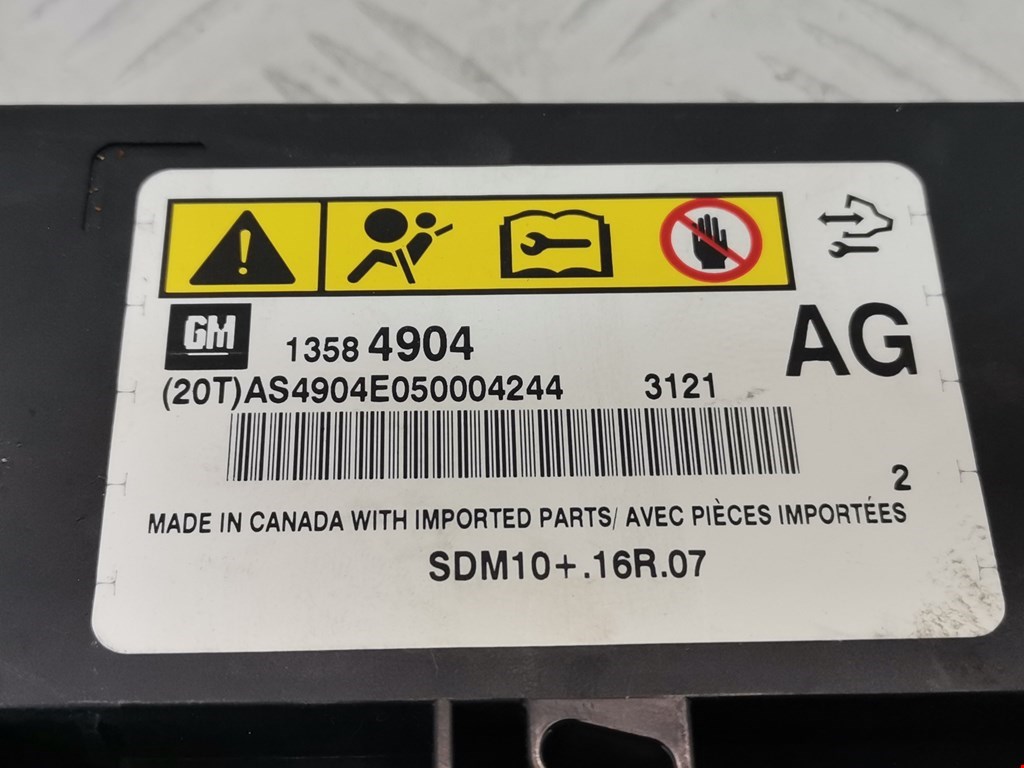 GM 1358 4904 AG
(20T)AS4904E050004244 3121
2
MADE IN CANADA WITH IMPORTED PARTS/ AVEC PIÈCES IMPORTÉES
SDM10+.16R.07